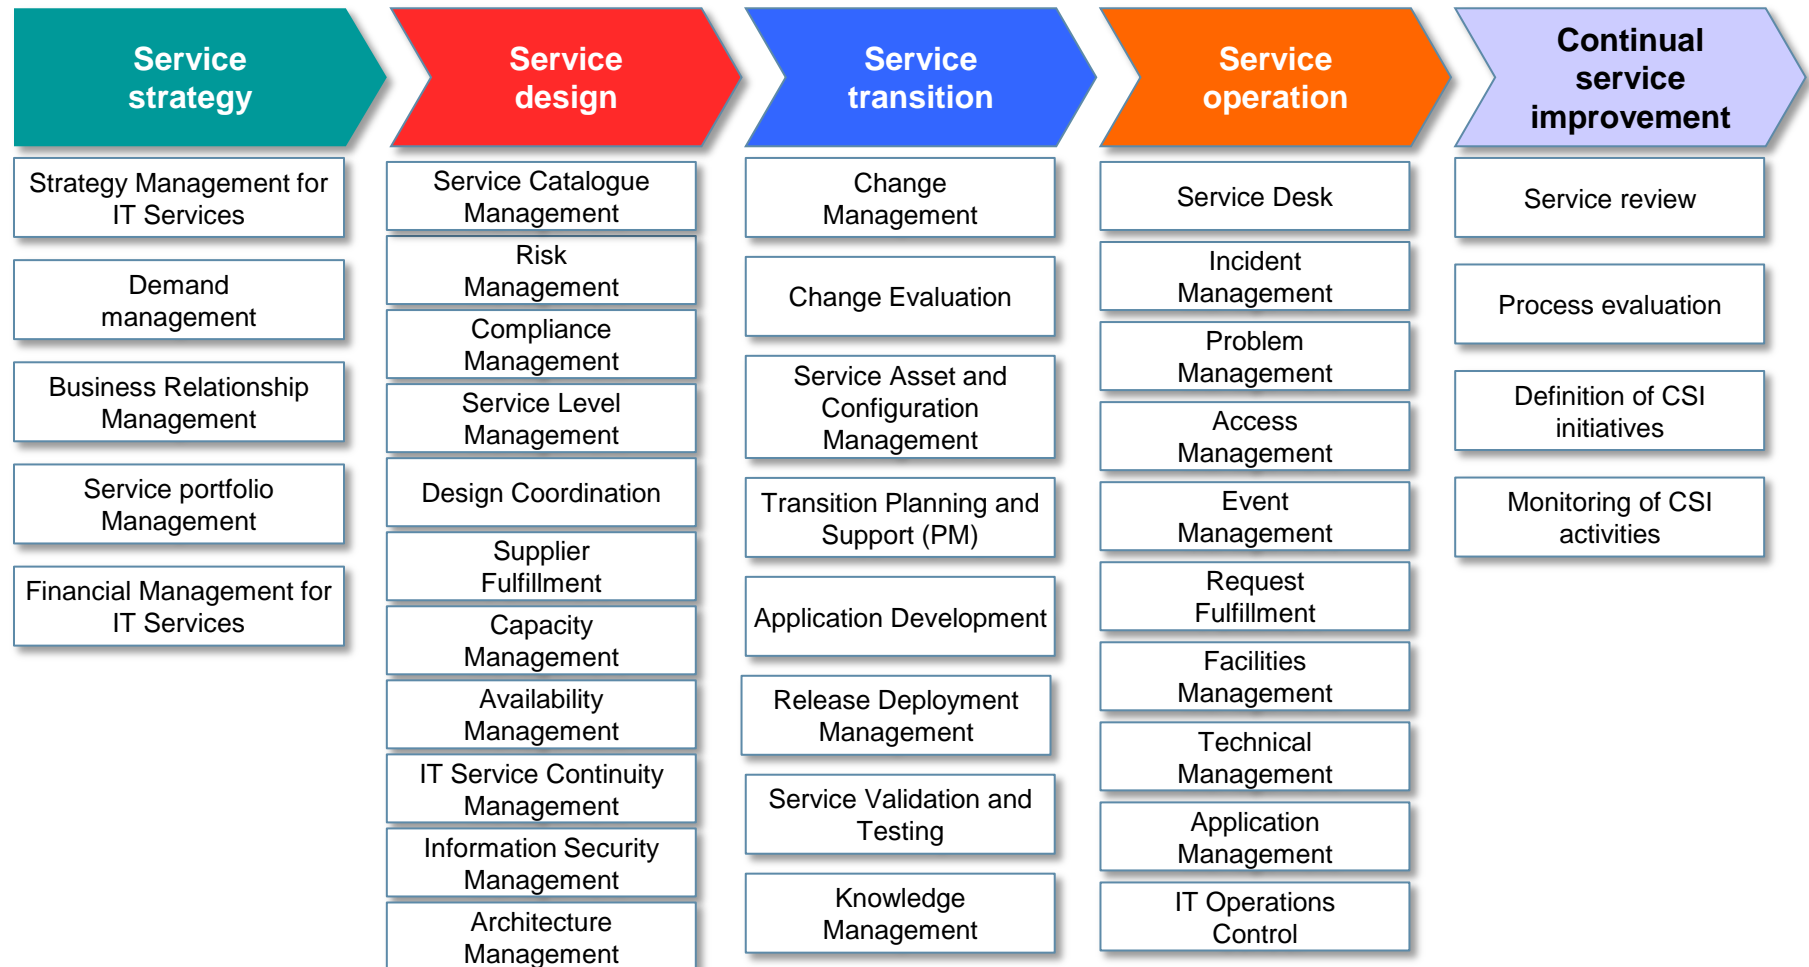 Service
strategy
Service
design
Service
transition
Service
operation
Continual
service
improvement
Strategy Management for
IT Services
Demand
management
Business Relationship
Management
Service portfolio
Management
Financial Management for
IT Services
Service Catalogue
Management
Risk
Management
Compliance
Management
Service Level
Management
Design Coordination
Supplier
Fulfillment
Capacity
Management
Availability
Management
IT Service Continuity
Management
Information Security
Management
Architecture
Management
Change
Management
Change Evaluation
Service Asset and
Configuration
Management
Transition Planning and
Support (PM)
Application Development
Release Deployment
Management
Service Validation and
Testing
Knowledge
Management
Service Desk
Incident
Management
Problem
Management
Access
Management
Event
Management
Request
Fulfillment
Facilities
Management
Technical
Management
Application
Management
IT Operations
Control
Service review
Process evaluation
Definition of CSI
initiatives
Monitoring of CSI
activities